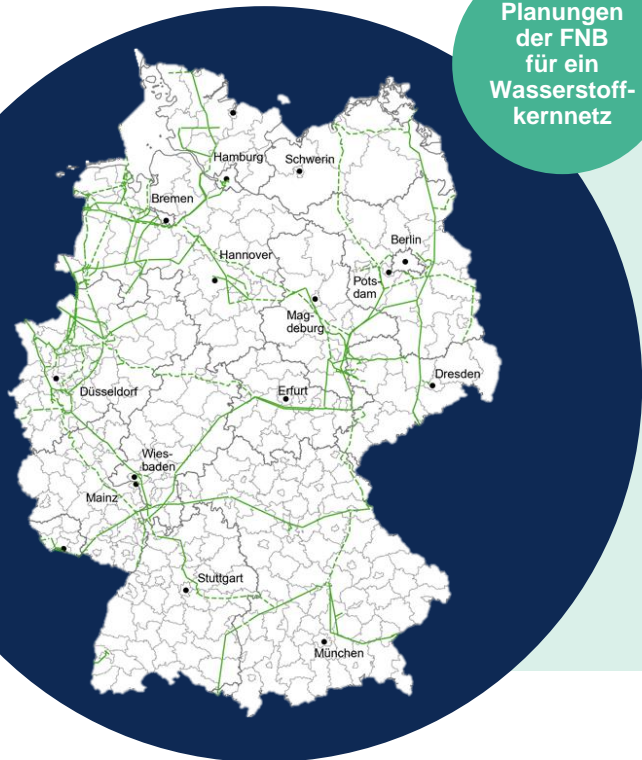 Planungen
der FNB
für ein
Wasserstoff-
kernnetz
Hamburg
Schwerin
Bremen
Berlin
Hannover
Pots-
dam
Mag-
deburg
Dresden
Düsseldorf
Erfurt
Wies-
baden
Mainz
Stuttgart
München